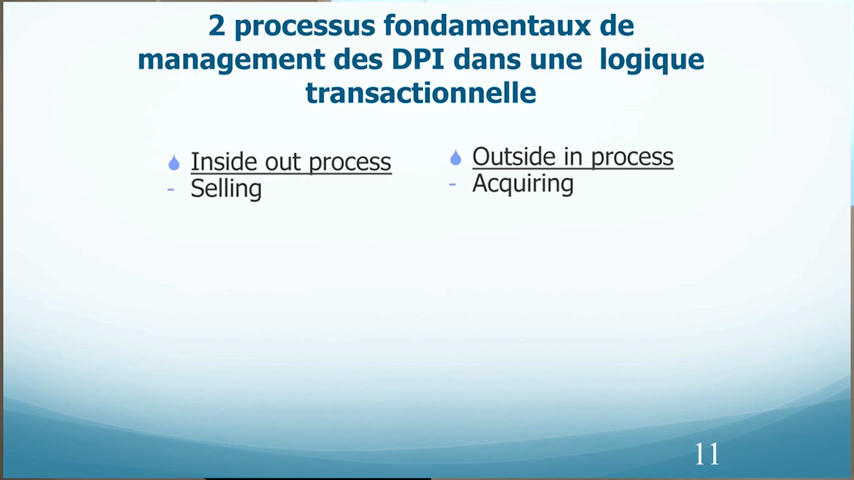 2 processus fondamentaux de
management des DPI dans une logique
transactionnelle
Inside out process
- Selling
Outside in process
- Acquiring
11